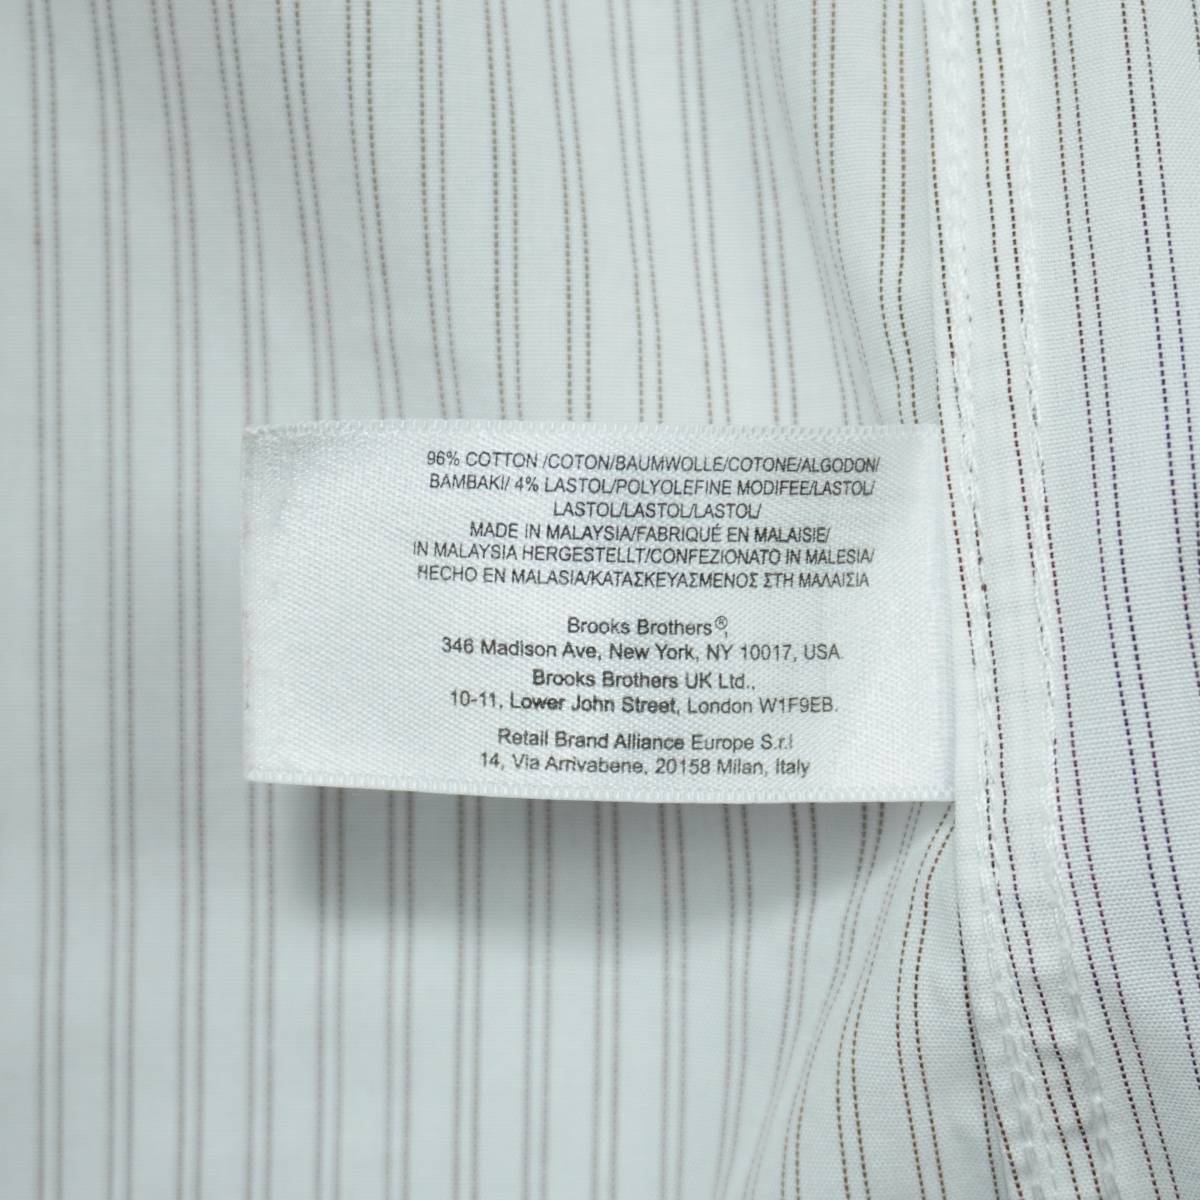 96% COTTON /COTON/BAUMWOLLE/COTONE/ALGODON/
BAMBAKI/ 4% LASTOL/POLYOLEFINE MODIFEE/LASTOL/
LASTOL/LASTOL/LASTOL/
MADE IN MALAYSIA/FABRIQUÉ EN MALAISIE/
IN MALAYSIA HERGESTELLT/CONFEZIONATO IN MALESIA/
HECHO EN MALASIA/ΚΑΤΑΣΚΕΥΑΣΜΕΝΟΣ ΣΤΗ ΜΑΛΑΙΣΙΑ
Brooks Brothers®,
346 Madison Ave, New York, NY 10017, USA.
Brooks Brothers UK Ltd.,
10-11, Lower John Street, London W1F9EB.
Retail Brand Alliance Europe S.r.l
14, Via Arrivabene, 20158 Milan, Italy